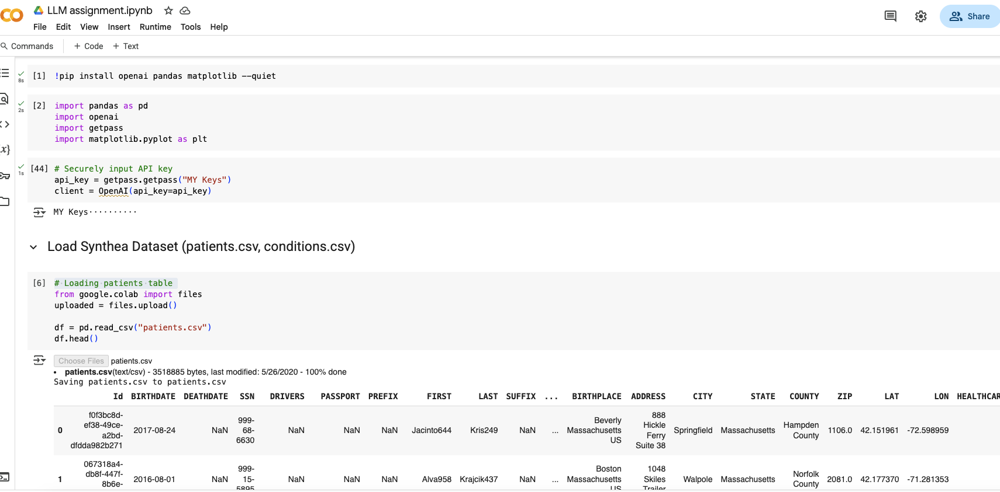 LLM assignment.ipynb
File Edit View Insert Runtime Tools Help
Share
Commands + Code + Text
8s [1] !pip install openai pandas matplotlib --quiet
2s [2] import pandas as pd
import openai
import getpass
import matplotlib.pyplot as plt
1s [44] # Securely input API key
api_key = getpass.getpass("MY Keys")
client = OpenAI(api_key=api_key)
MY Keys··········
Load Synthea Dataset (patients.csv, conditions.csv)
[6] # Loading patients table
from google.colab import files
uploaded = files.upload()
df = pd.read_csv("patients.csv")
df.head()
Choose Files patients.csv
• patients.csv(text/csv) - 3518885 bytes, last modified: 5/26/2020 - 100% done
Saving patients.csv to patients.csv
Id BIRTHDATE DEATHDATE SSN DRIVERS PASSPORT PREFIX FIRST LAST SUFFIX ... BIRTHPLACE ADDRESS CITY STATE COUNTY ZIP LAT LON HEALTHCAR
0 f0f3bc8d-ef38-49ce-a2bd-dfdda982b271 2017-08-24 NaN 999-68-6630 NaN NaN NaN Jacinto644 Kris249 NaN ... Beverly Massachusetts US 888 Hickle Ferry Suite 38 Springfield Massachusetts Hampden County 1106.0 42.151961 -72.598959
1 067318a4-db8f-447f-8b6e- 2016-08-01 NaN 999-15-5895 NaN NaN NaN Alva958 Krajcik437 NaN ... Boston Massachusetts US 1048 Skiles Trailer Walpole Massachusetts Norfolk County 2081.0 42.177370 -71.281353